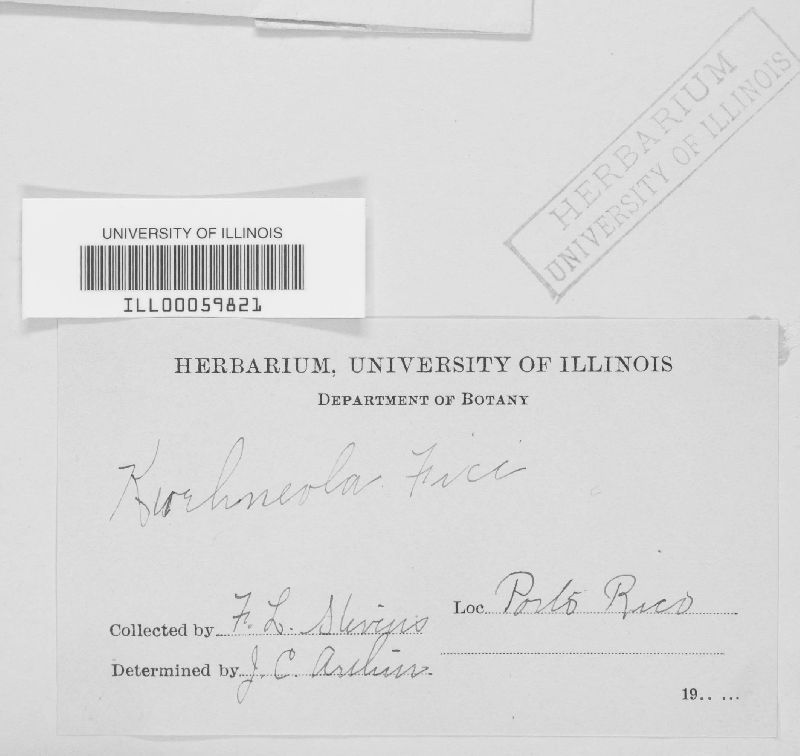 HERBARIUM
UNIVERSITY OF ILLINOIS
UNIVERSITY OF ILLINOIS
ILL00059821
HERBARIUM, UNIVERSITY OF ILLINOIS
DEPARTMENT OF BOTANY
Kuehneola Fici
Collected by F. L. Stevens
Loc Porto Rico
Determined by J. C. Arthur.
19.. ...